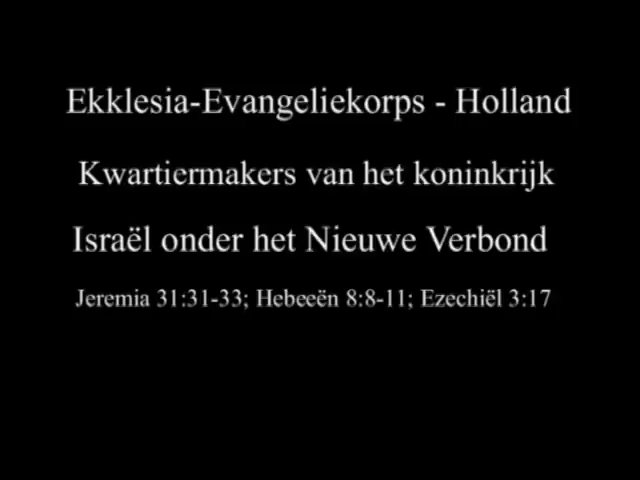 Ekklesia-Evangeliekorps - Holland
Kwartiermakers van het koninkrijk
Israël onder het Nieuwe Verbond
Jeremia 31:31-33; Hebeeën 8:8-11; Ezechiël 3:17